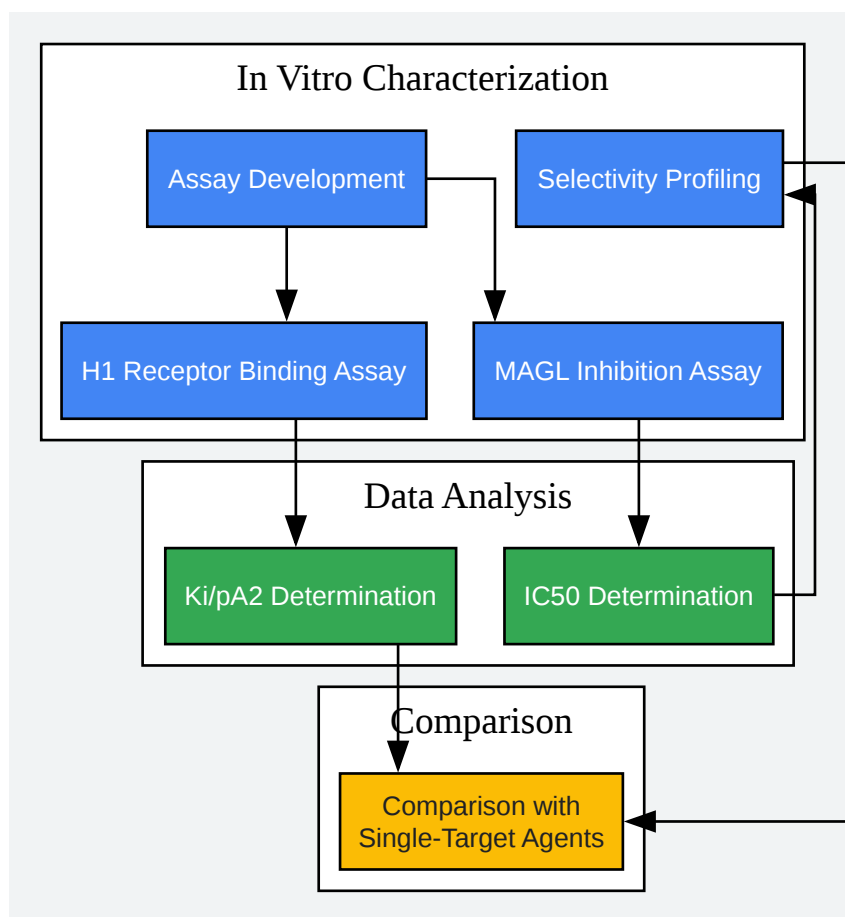 In Vitro Characterization
Assay Development
Selectivity Profiling
H1 Receptor Binding Assay
MAGL Inhibition Assay
Data Analysis
Ki/pA2 Determination
IC50 Determination
Comparison
Comparison with
Single-Target Agents